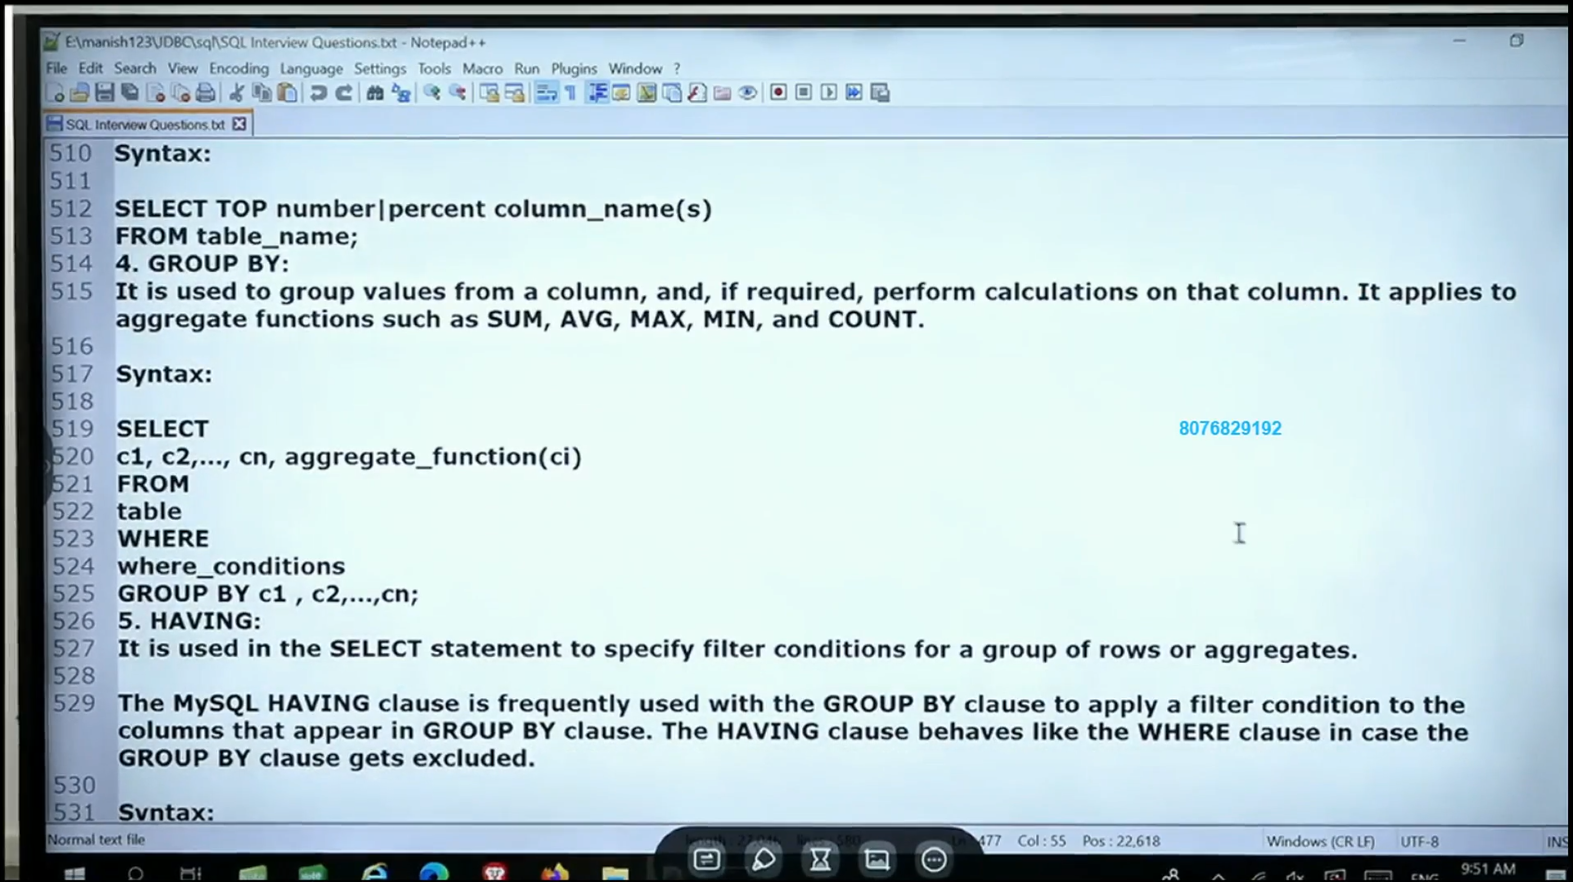 E:\manish123\JDBC\sql\SQL Interview Questions.txt - Notepad++
File Edit Search View Encoding Language Settings Tools Macro Run Plugins Window ?
SQL Interview Questions.txt
510 Syntax:
511
512 SELECT TOP number|percent column_name(s)
513 FROM table_name;
514 4. GROUP BY:
515 It is used to group values from a column, and, if required, perform calculations on that column. It applies to
aggregate functions such as SUM, AVG, MAX, MIN, and COUNT.
516
517 Syntax:
518
519 SELECT
8076829192
520 c1, c2,..., cn, aggregate_function(ci)
521 FROM
522 table
523 WHERE
524 where_conditions
525 GROUP BY c1 , c2,...,cn;
526 5. HAVING:
527 It is used in the SELECT statement to specify filter conditions for a group of rows or aggregates.
528
529 The MySQL HAVING clause is frequently used with the GROUP BY clause to apply a filter condition to the
columns that appear in GROUP BY clause. The HAVING clause behaves like the WHERE clause in case the
GROUP BY clause gets excluded.
530
531 Syntax:
Normal text file 477 Col : 55 Pos : 22,618 Windows (CR LF) UTF-8 INS
9:51 AM